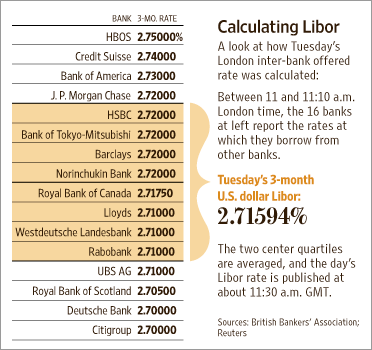 BANK 3-MO. RATE
HBOS 2.75000%
Credit Suisse 2.74000
Bank of America 2.73000
J. P. Morgan Chase 2.72000
HSBC 2.72000
Bank of Tokyo-Mitsubishi 2.72000
Barclays 2.72000
Norinchukin Bank 2.72000
Royal Bank of Canada 2.71750
Lloyds 2.71000
Westdeutsche Landesbank 2.71000
Rabobank 2.71000
UBS AG 2.71000
Royal Bank of Scotland 2.70500
Deutsche Bank 2.70000
Citigroup 2.70000
Calculating Libor
A look at how Tuesday's
London inter-bank offered
rate was calculated:
Between 11 and 11:10 a.m.
London time, the 16 banks
at left report the rates at
which they borrow from
other banks.
Tuesday's 3-month
U.S. dollar Libor:
2.71594%
The two center quartiles
are averaged, and the day's
Libor rate is published at
about 11:30 a.m. GMT.
Sources: British Bankers' Association;
Reuters